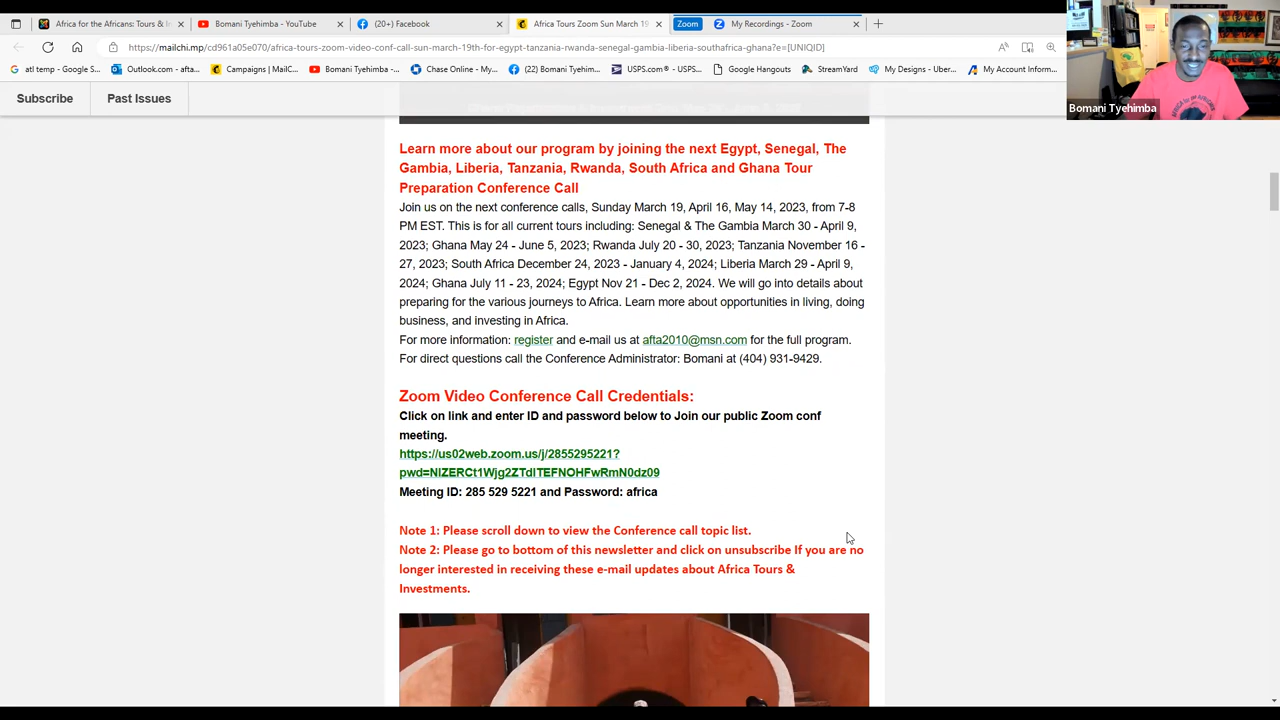 Africa for the Africans: Tours & In
Bomani Tyehimba - YouTube
(20+) Facebook
Africa Tours Zoom Sun March 19
Zoom
My Recordings - Zoom
https://mailchi.mp/cd961a05e070/africa-tours-zoom-video-conf-call-sun-march-19th-for-egypt-tanzania-rwanda-senegal-gambia-liberia-southafrica-ghana?e=[UNIQID]
atl temp - Google S...
Outlook.com - afta...
Campaigns | MailC...
Bomani Tyehimba -...
Chase Online - My...
(23) Bomani Tyehim...
USPS.com® - USPS...
Google Hangouts
StreamYard
My Designs - Uber...
My Account Inform...
Bomani Tyehimba
Subscribe
Past Issues
Learn more about our program by joining the next Egypt, Senegal, The
Gambia, Liberia, Tanzania, Rwanda, South Africa and Ghana Tour
Preparation Conference Call
Join us on the next conference calls, Sunday March 19, April 16, May 14, 2023, from 7-8
PM EST. This is for all current tours including: Senegal & The Gambia March 30 - April 9,
2023; Ghana May 24 - June 5, 2023; Rwanda July 20 - 30, 2023; Tanzania November 16 -
27, 2023; South Africa December 24, 2023 - January 4, 2024; Liberia March 29 - April 9,
2024; Ghana July 11 - 23, 2024; Egypt Nov 21 - Dec 2, 2024. We will go into details about
preparing for the various journeys to Africa. Learn more about opportunities in living, doing
business, and investing in Africa.
For more information: register and e-mail us at afta2010@msn.com for the full program.
For direct questions call the Conference Administrator: Bomani at (404) 931-9429.
Zoom Video Conference Call Credentials:
Click on link and enter ID and password below to Join our public Zoom conf
meeting.
https://us02web.zoom.us/j/2855295221?
pwd=NlZERCt1Wjg2ZTdITEFNOHFwRmN0dz09
Meeting ID: 285 529 5221 and Password: africa
Note 1: Please scroll down to view the Conference call topic list.
Note 2: Please go to bottom of this newsletter and click on unsubscribe If you are no
longer interested in receiving these e-mail updates about Africa Tours &
Investments.